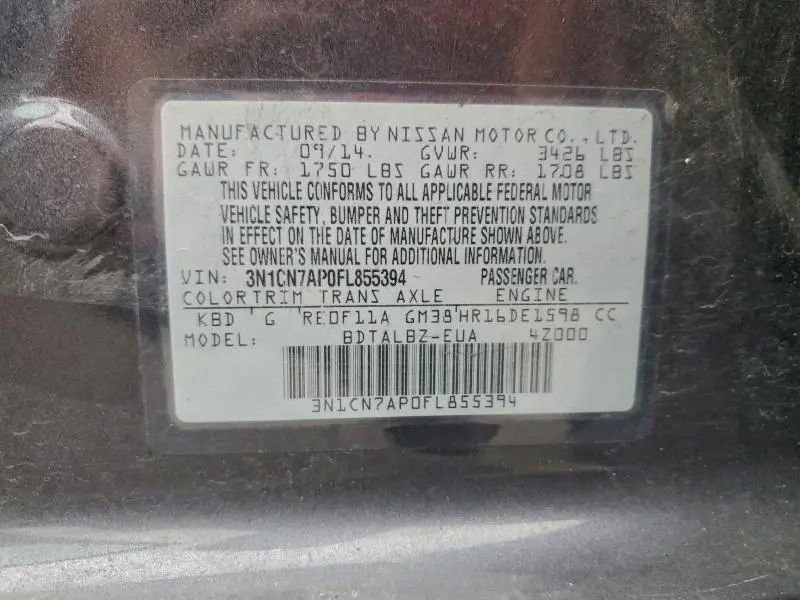 MANUFACTURED BY NISSAN MOTOR CO., LTD.
DATE: 09/14. GVWR: 3426 LBS
GAWR FR: 1750 LBS GAWR RR: 1708 LBS
THIS VEHICLE CONFORMS TO ALL APPLICABLE FEDERAL MOTOR
VEHICLE SAFETY, BUMPER AND THEFT PREVENTION STANDARDS
IN EFFECT ON THE DATE OF MANUFACTURE SHOWN ABOVE.
SEE OWNER'S MANUAL FOR ADDITIONAL INFORMATION.
VIN: 3N1CN7AP0FL855394 PASSENGER CAR.
COLOR TRIM TRANS AXLE ENGINE
KBD G RE0F11A GM38 HR16DE1598 CC
MODEL: BDTALBZ-EUA 4Z000
3N1CN7AP0FL855394